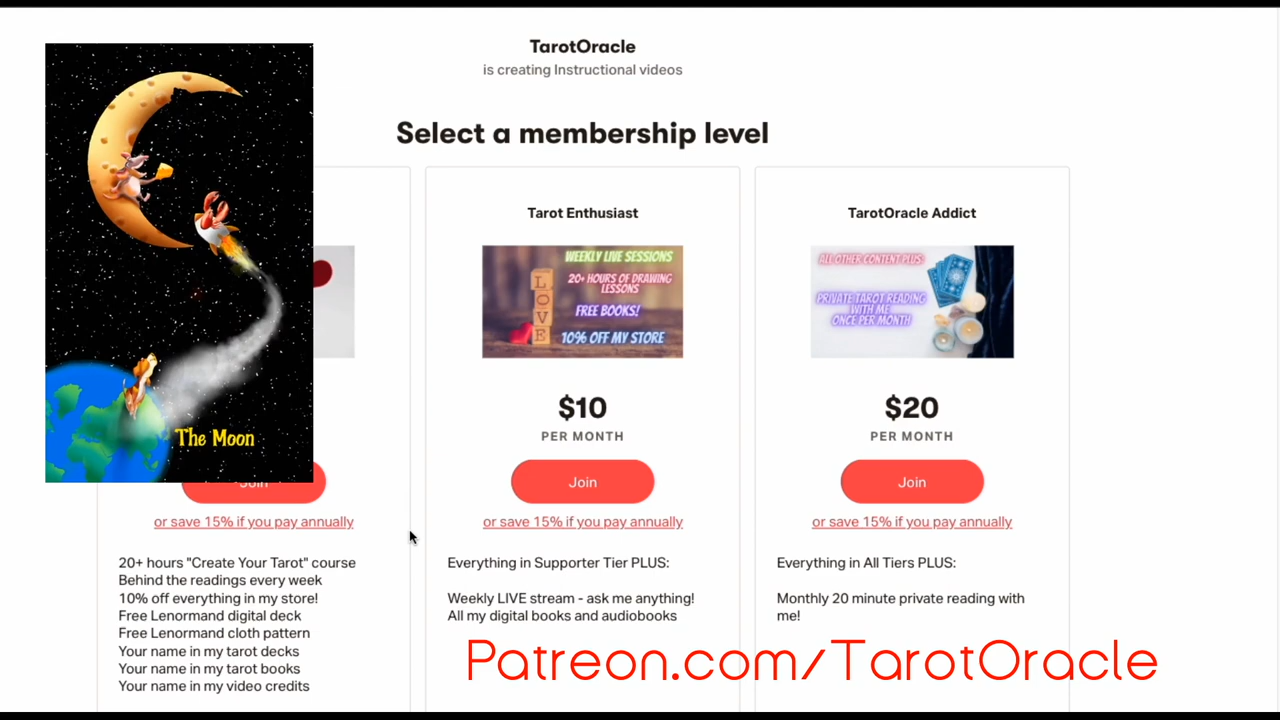 TarotOracle
is creating Instructional videos
Select a membership level
The Moon
Join
or save 15% if you pay annually
20+ hours "Create Your Tarot" course
Behind the readings every week
10% off everything in my store!
Free Lenormand digital deck
Free Lenormand cloth pattern
Your name in my tarot decks
Your name in my tarot books
Your name in my video credits
Tarot Enthusiast
WEEKLY LIVE SESSIONS
20+ HOURS OF DRAWING
LESSONS
FREE BOOKS!
10% OFF MY STORE
LOVE
$10
PER MONTH
Join
or save 15% if you pay annually
Everything in Supporter Tier PLUS:
Weekly LIVE stream - ask me anything!
All my digital books and audiobooks
TarotOracle Addict
ALL OTHER CONTENT PLUS:
PRIVATE TAROT READING
WITH ME
ONCE PER MONTH
$20
PER MONTH
Join
or save 15% if you pay annually
Everything in All Tiers PLUS:
Monthly 20 minute private reading with
me!
Patreon.com/TarotOracle